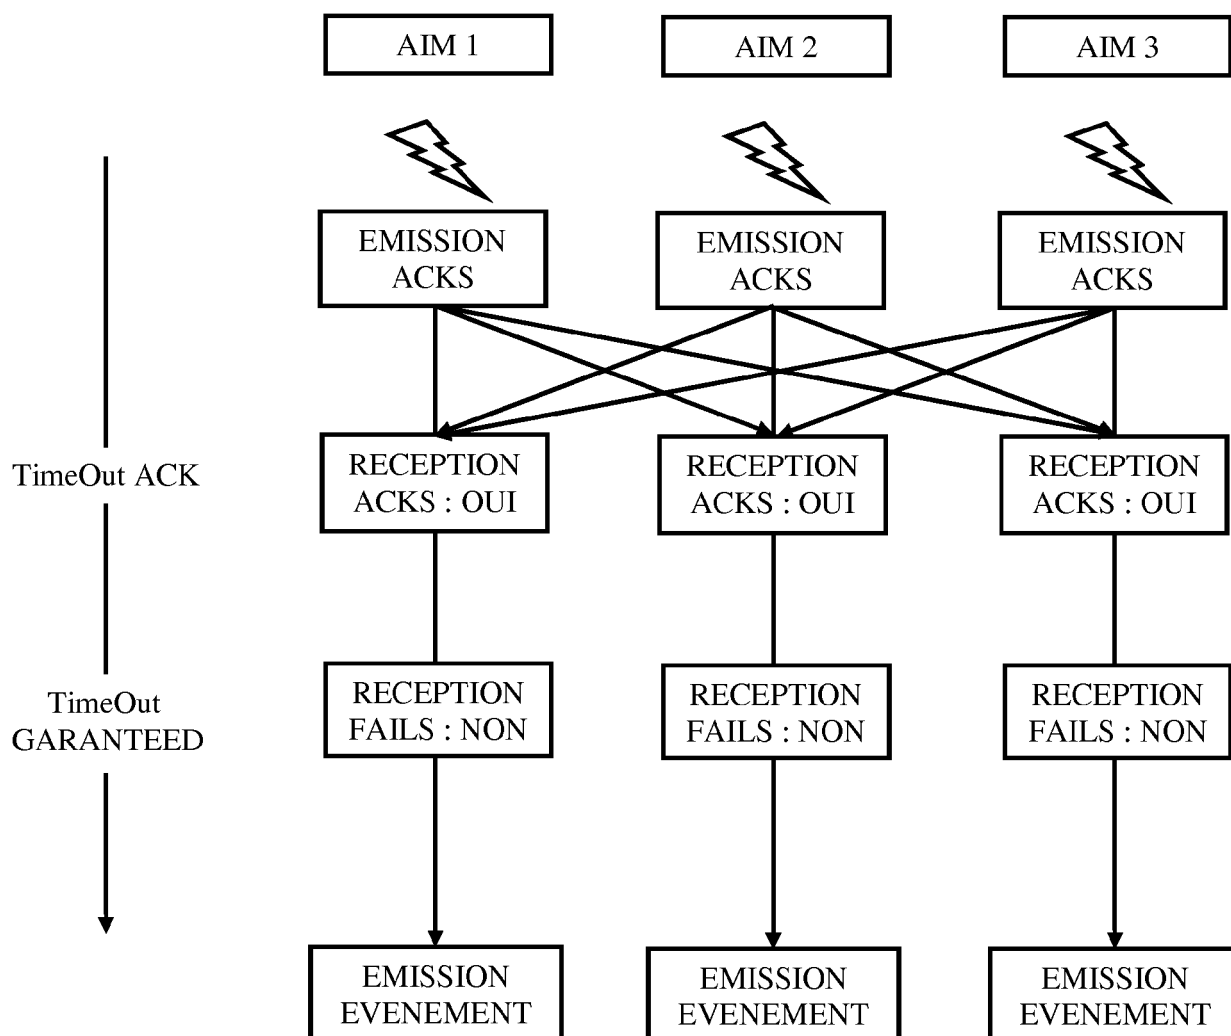 AIM 1
AIM 2
AIM 3
EMISSION
ACKS
EMISSION
ACKS
EMISSION
ACKS
TimeOut ACK
RECEPTION
ACKS : OUI
RECEPTION
ACKS : OUI
RECEPTION
ACKS : OUI
TimeOut
GARANTEED
RECEPTION
FAILS : NON
RECEPTION
FAILS : NON
RECEPTION
FAILS : NON
EMISSION
EVENEMENT
EMISSION
EVENEMENT
EMISSION
EVENEMENT